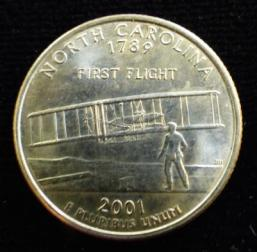 NORTH CAROLINA
1789
FIRST FLIGHT
2001
E PLURIBUS UNUM